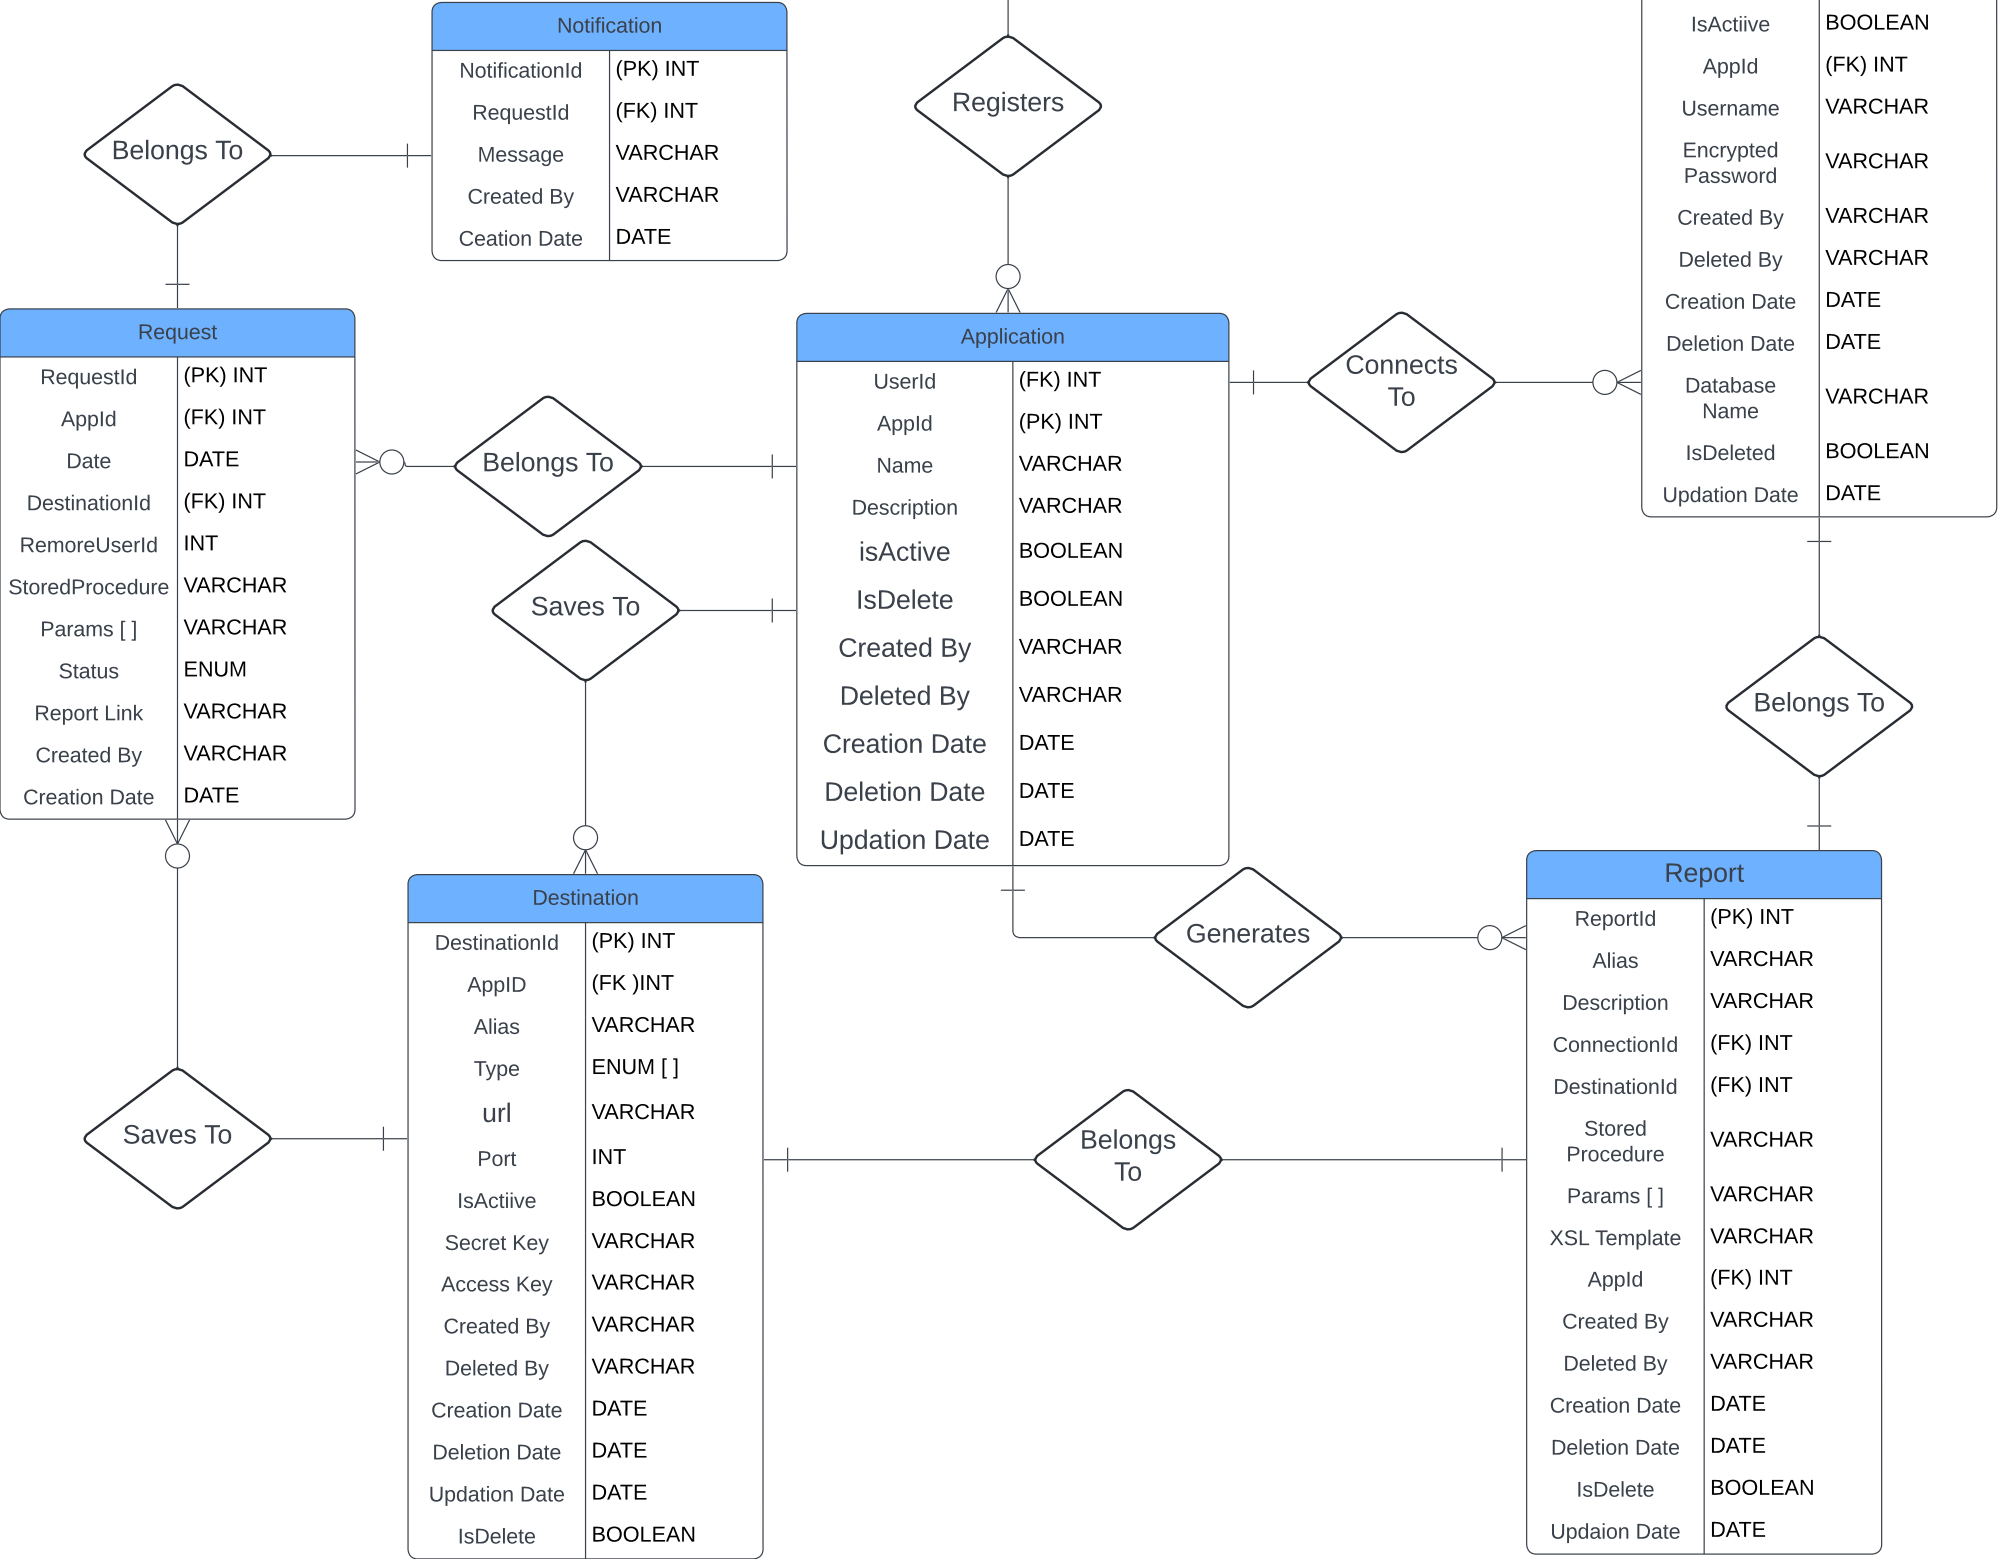 Notification
NotificationId (PK) INT
RequestId (FK) INT
Message VARCHAR
Created By VARCHAR
Ceation Date DATE
Belongs To
Registers
IsActiive BOOLEAN
AppId (FK) INT
Username VARCHAR
Encrypted
Password
VARCHAR
Created By VARCHAR
Deleted By VARCHAR
Creation Date DATE
Deletion Date DATE
Database
Name
VARCHAR
IsDeleted BOOLEAN
Updation Date DATE
Request
RequestId (PK) INT
AppId (FK) INT
Date DATE
DestinationId (FK) INT
RemoreUserId INT
StoredProcedure VARCHAR
Params [ ] VARCHAR
Status ENUM
Report Link VARCHAR
Created By VARCHAR
Creation Date DATE
Belongs To
Saves To
Application
UserId (FK) INT
AppId (PK) INT
Name VARCHAR
Description VARCHAR
isActive BOOLEAN
IsDelete BOOLEAN
Created By VARCHAR
Deleted By VARCHAR
Creation Date DATE
Deletion Date DATE
Updation Date DATE
Connects
To
Belongs To
Generates
Saves To
Destination
DestinationId (PK) INT
AppID (FK )INT
Alias VARCHAR
Type ENUM [ ]
url VARCHAR
Port INT
IsActiive BOOLEAN
Secret Key VARCHAR
Access Key VARCHAR
Created By VARCHAR
Deleted By VARCHAR
Creation Date DATE
Deletion Date DATE
Updation Date DATE
IsDelete BOOLEAN
Belongs
To
Report
ReportId (PK) INT
Alias VARCHAR
Description VARCHAR
ConnectionId (FK) INT
DestinationId (FK) INT
Stored
Procedure
VARCHAR
Params [ ] VARCHAR
XSL Template VARCHAR
AppId (FK) INT
Created By VARCHAR
Deleted By VARCHAR
Creation Date DATE
Deletion Date DATE
IsDelete BOOLEAN
Updaion Date DATE